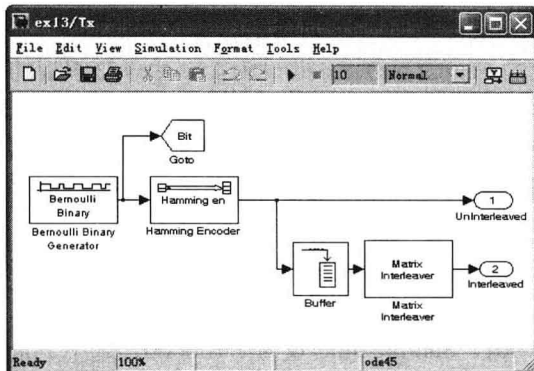 ex13/Tx
File Edit View Simulation Format Tools Help
10 Normal
Bit
Goto
Bernoulli
Binary
Bernoulli Binary
Generator
Hamming en
Hamming Encoder
1
UnInterleaved
Buffer
Matrix
Interleaver
Matrix
Interleaver
2
Interleaved
Ready 100% ode45